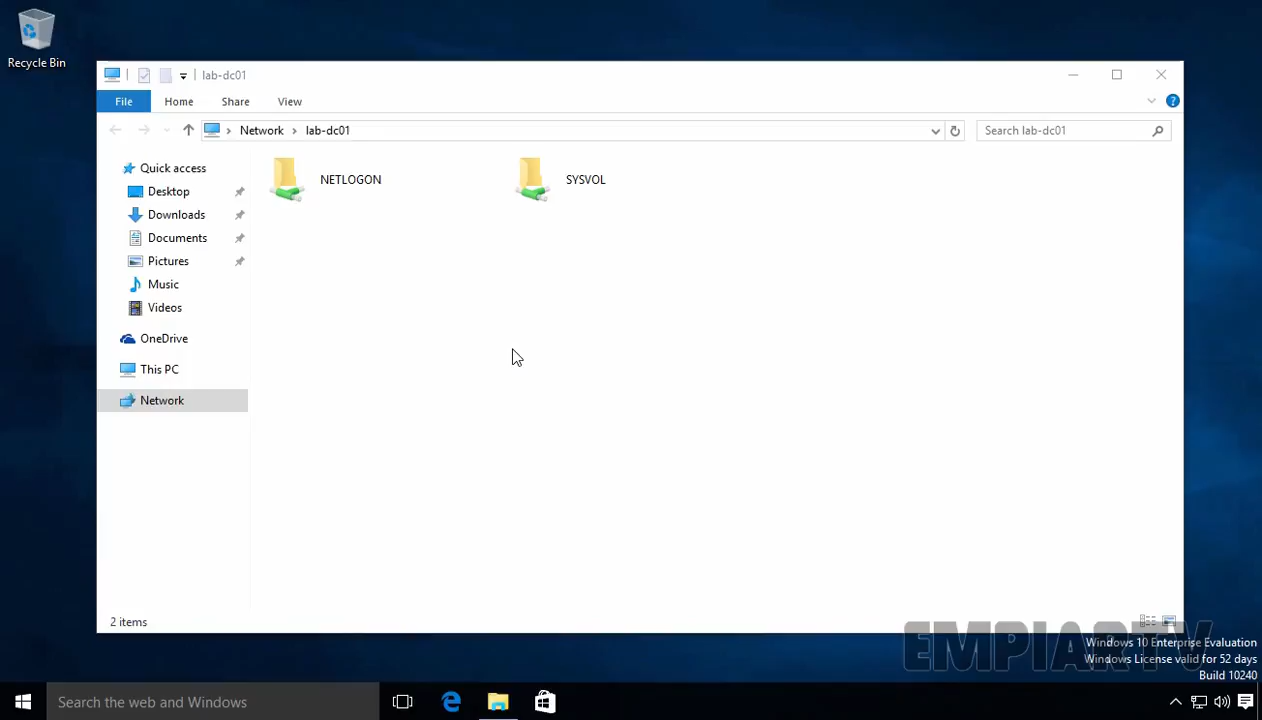 Recycle Bin
lab-dc01
File
Home
Share
View
Network
lab-dc01
Search lab-dc01
Quick access
Desktop
Downloads
Documents
Pictures
Music
Videos
OneDrive
This PC
Network
NETLOGON
SYSVOL
2 items
EMPIARTV
Windows 10 Enterprise Evaluation
Windows License valid for 52 days
Build 10240
Search the web and Windows